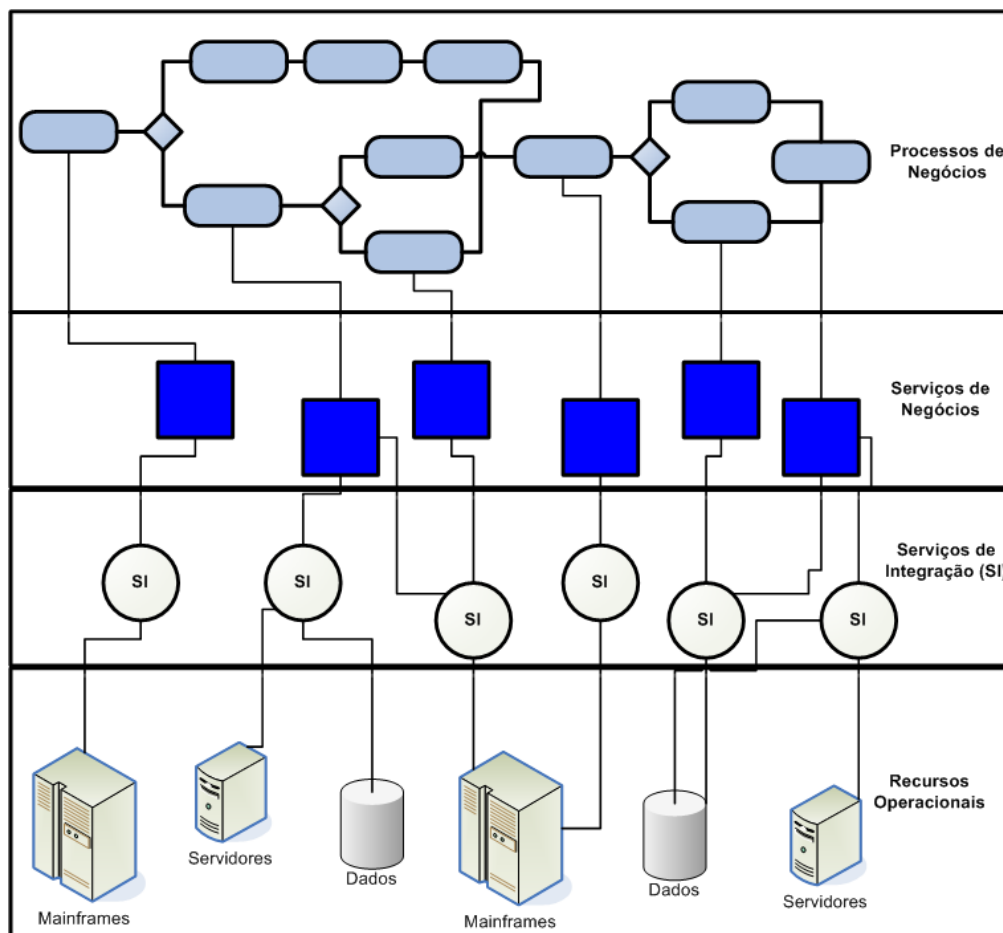 Processos de
Negócios
Serviços de
Negócios
Serviços de
Integração (SI)
SI
SI
SI
SI
SI
SI
Recursos
Operacionais
Mainframes
Servidores
Dados
Mainframes
Dados
Servidores